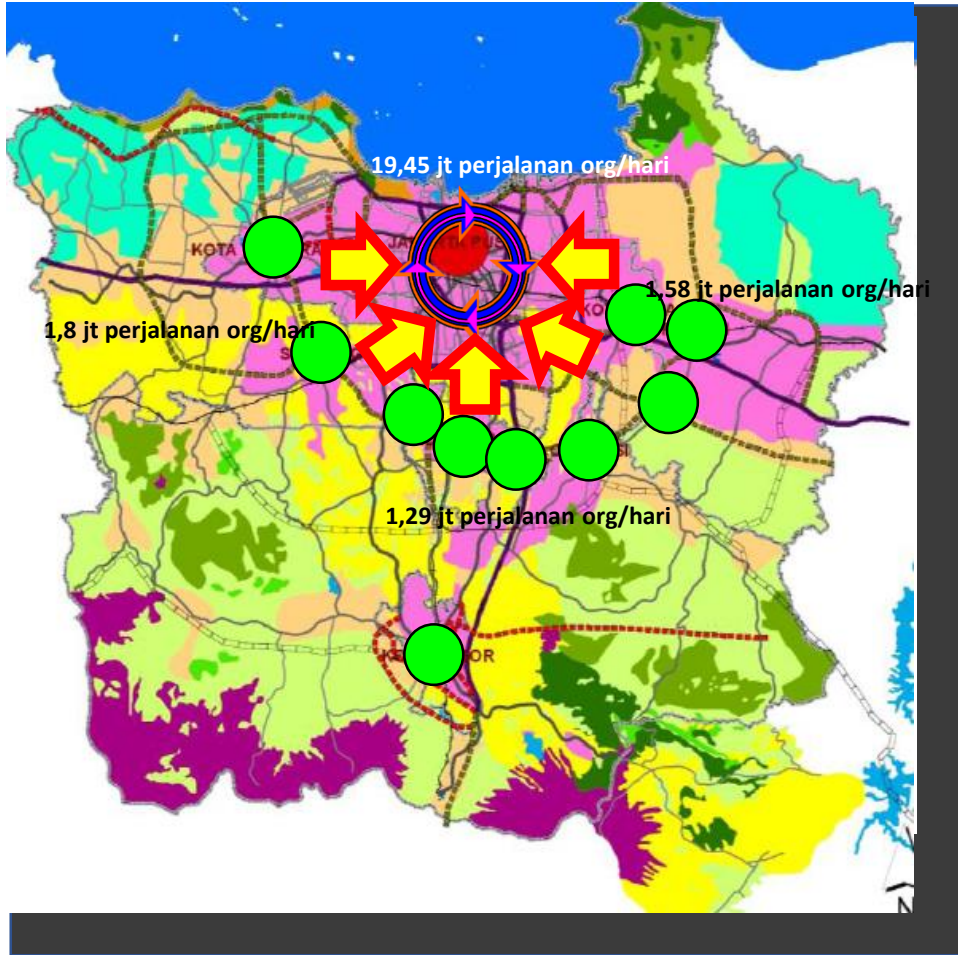 19,45 jt perjalanan org/hari
KOTA
1,58 jt perjalanan org/hari
1,8 jt perjalanan org/hari
1,29 jt perjalanan org/hari
N